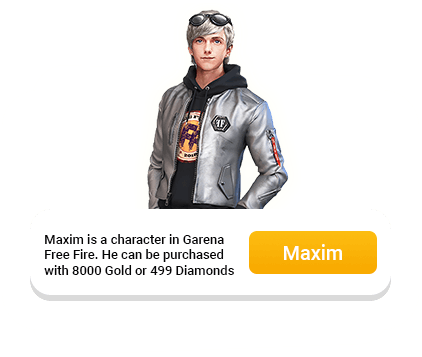 Maxim is a character in Garena
Free Fire. He can be purchased
with 8000 Gold or 499 Diamonds
Maxim